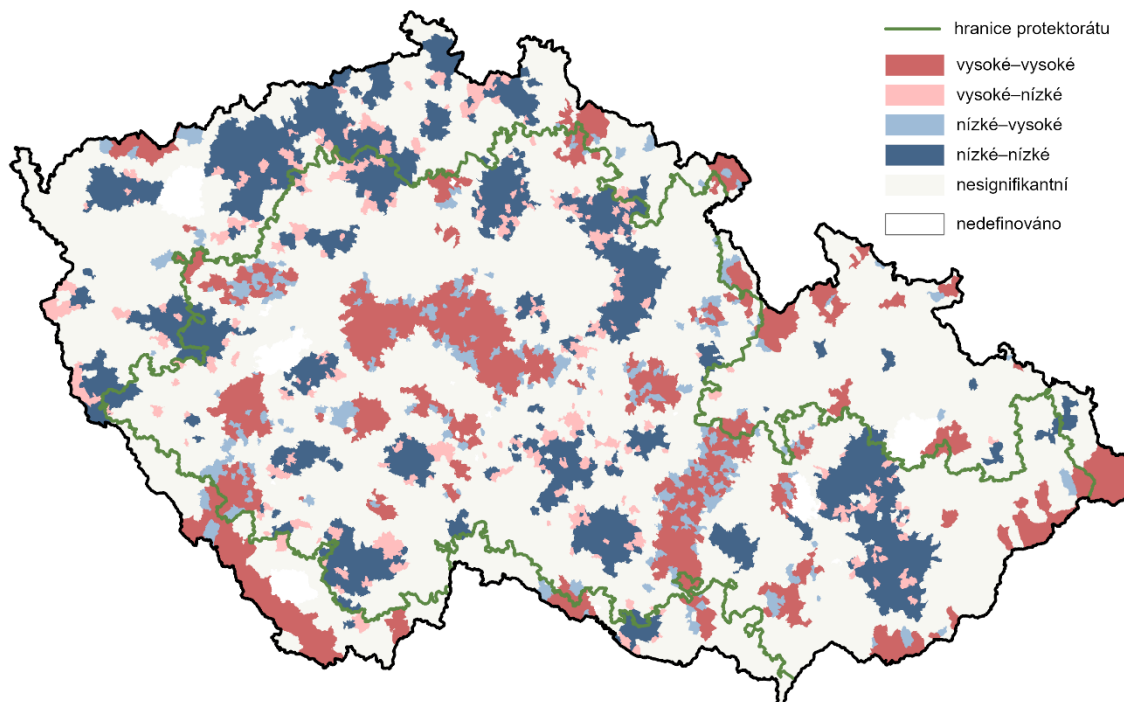 hranice protektorátu
vysoké–vysoké
vysoké–nízké
nízké–vysoké
nízké–nízké
nesignifikantní
nedefinováno